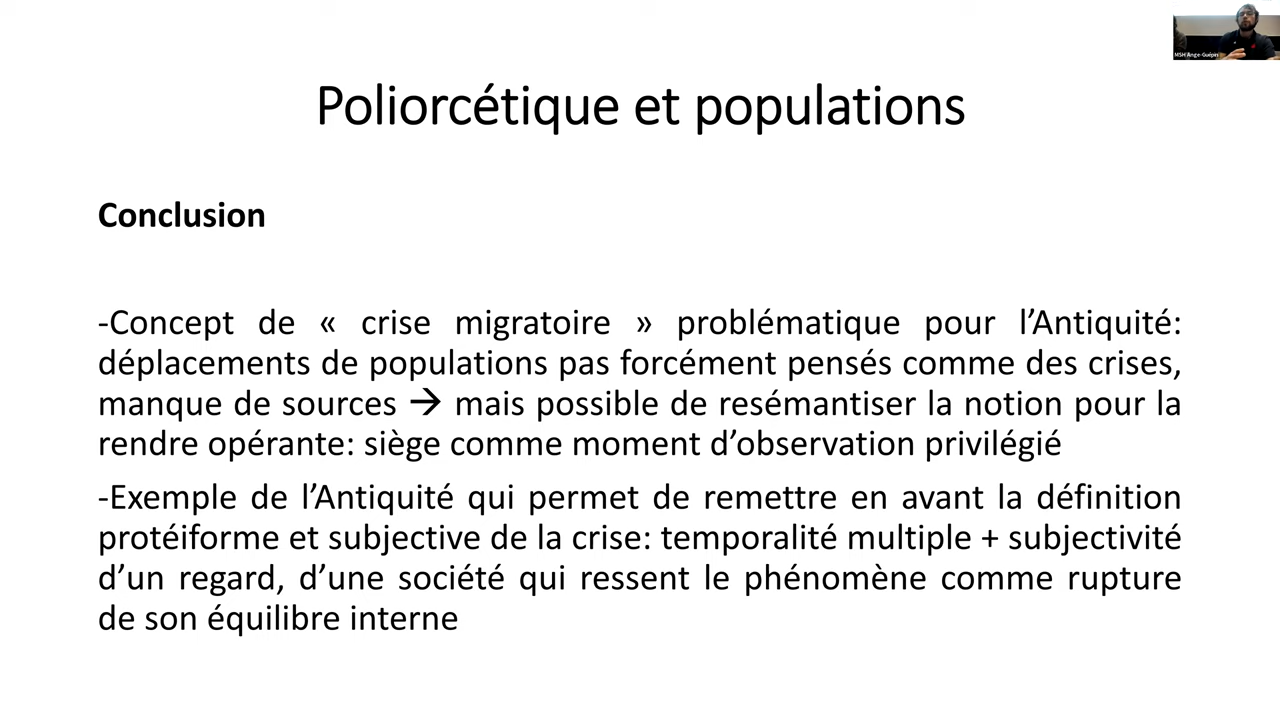 MSH Ange-Guépin
Poliorcétique et populations
Conclusion
-Concept de « crise migratoire » problématique pour l’Antiquité:
déplacements de populations pas forcément pensés comme des crises,
manque de sources → mais possible de resémantiser la notion pour la
rendre opérante: siège comme moment d’observation privilégié
-Exemple de l’Antiquité qui permet de remettre en avant la définition
protéiforme et subjective de la crise: temporalité multiple + subjectivité
d’un regard, d’une société qui ressent le phénomène comme rupture
de son équilibre interne